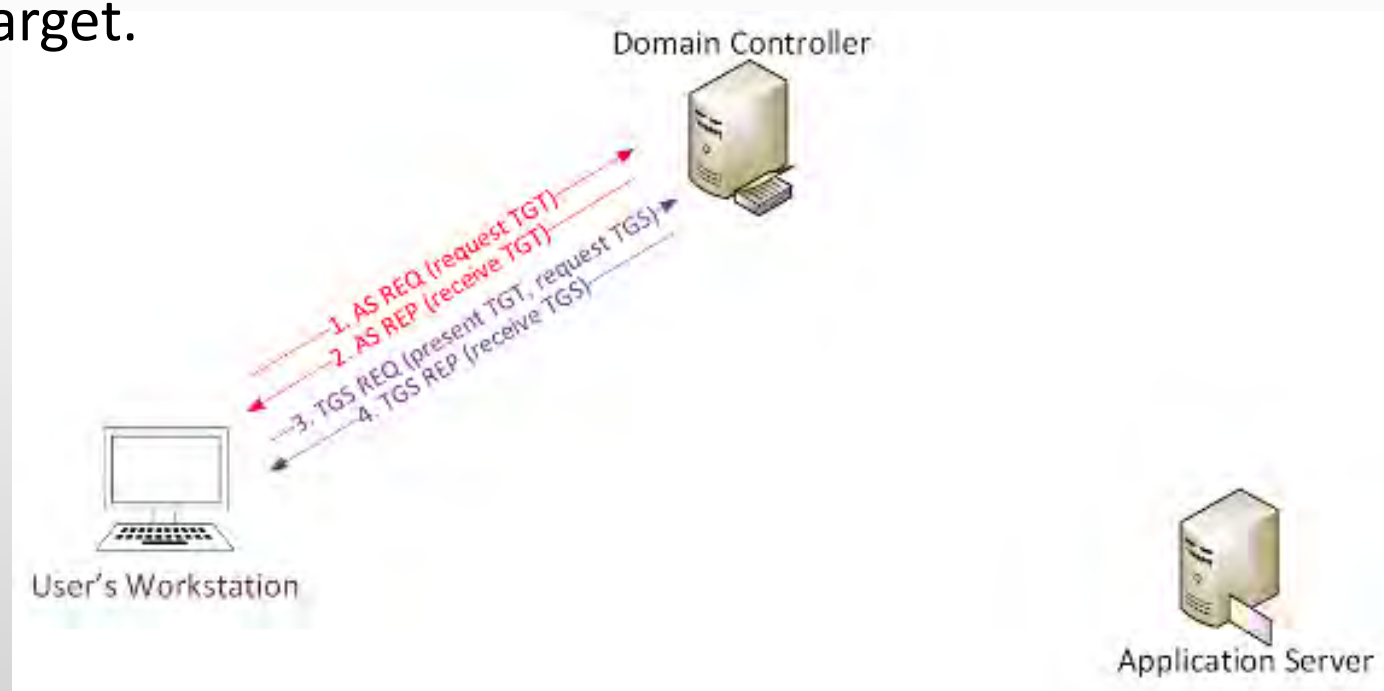 arget.
Domain Controller
1. AS REQ (request TGT)
2. AS REP (receive TGT)
3. TGS REQ (present TGT, request TGS)
4. TGS REP (receive TGS)
User's Workstation
Application Server